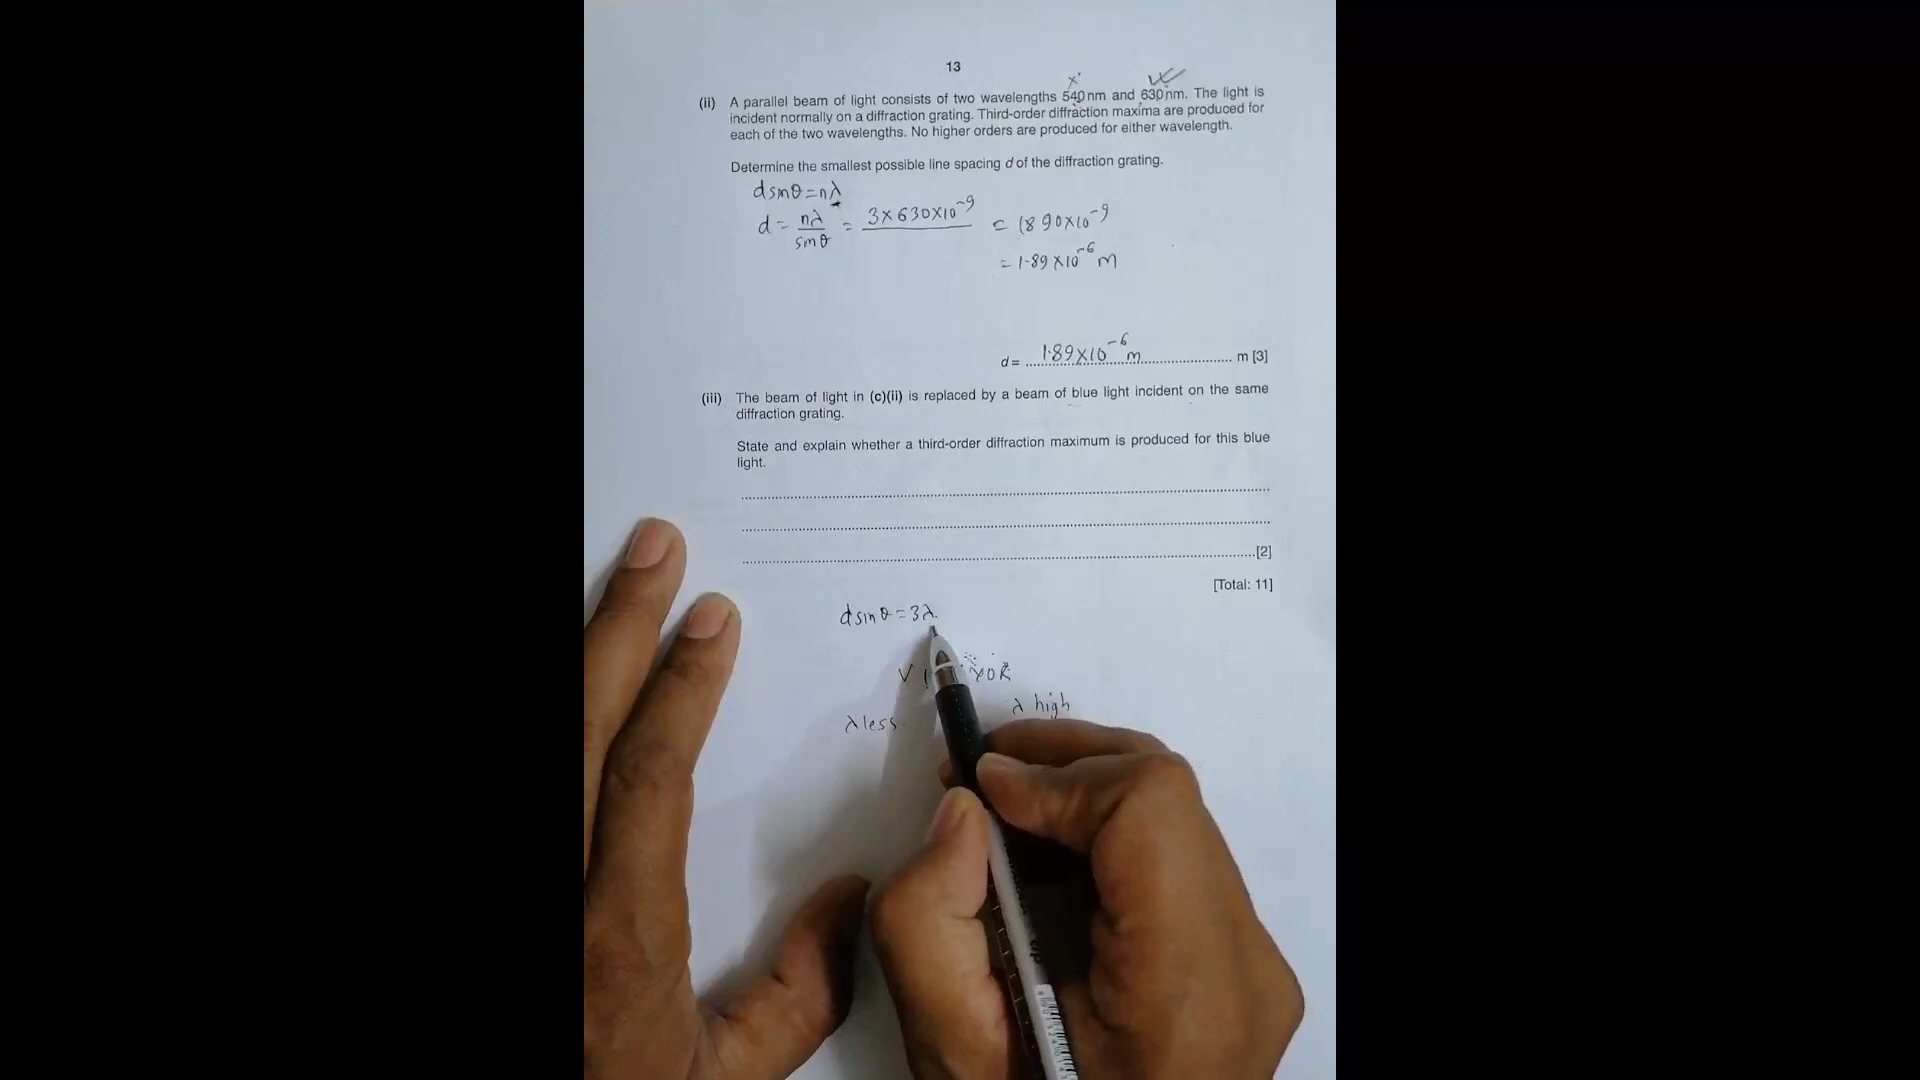 13
(ii) A parallel beam of light consists of two wavelengths 540 nm and 630 nm. The light is
incident normally on a diffraction grating. Third-order diffraction maxima are produced for
each of the two wavelengths. No higher orders are produced for either wavelength.
Determine the smallest possible line spacing d of the diffraction grating.
d sinθ = nλ
d = nλ / sinθ = 3×630×10⁻⁹ = 1890×10⁻⁹
= 1.89×10⁻⁶ m
d = 1.89×10⁻⁶ m m [3]
(iii) The beam of light in (c)(ii) is replaced by a beam of blue light incident on the same
diffraction grating.
State and explain whether a third-order diffraction maximum is produced for this blue
light.
[2]
[Total: 11]
d sinθ = 3λ
V YOR
λ high
λ less